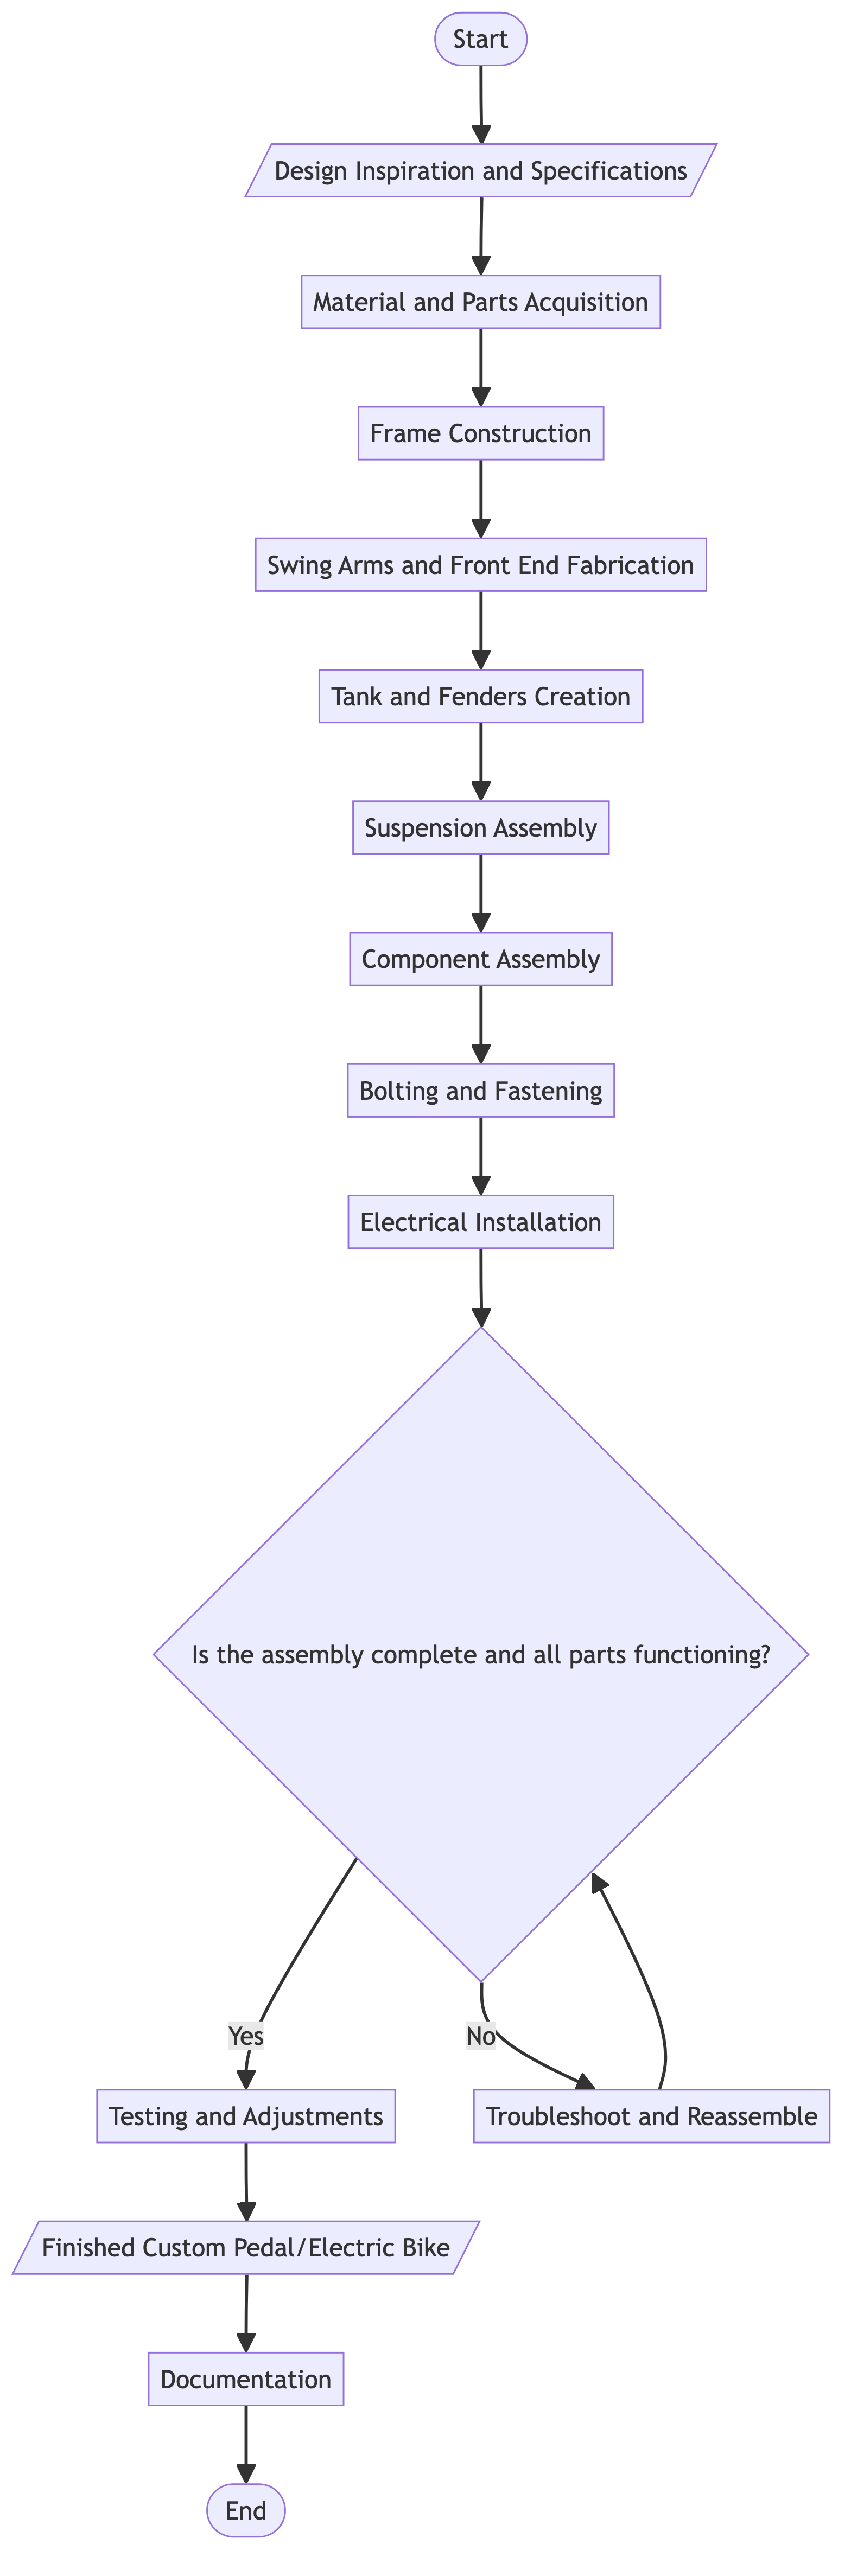 Start
Design Inspiration and Specifications
Material and Parts Acquisition
Frame Construction
Swing Arms and Front End Fabrication
Tank and Fenders Creation
Suspension Assembly
Component Assembly
Bolting and Fastening
Electrical Installation
Is the assembly complete and all parts functioning?
Yes
No
Testing and Adjustments
Troubleshoot and Reassemble
Finished Custom Pedal/Electric Bike
Documentation
End